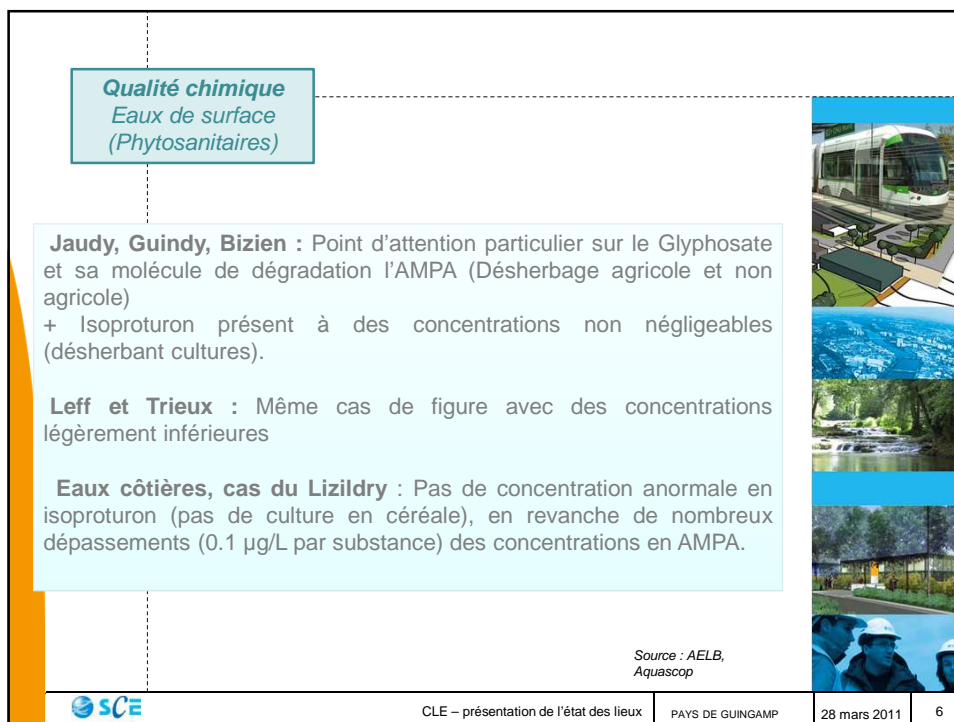 Qualité chimique
Eaux de surface
(Phytosanitaires)
Jaudy, Guindy, Bizien : Point d'attention particulier sur le Glyphosate
et sa molécule de dégradation l'AMPA (Désherbage agricole et non
agricole)
+ Isoproturon présent à des concentrations non négligeables
(désherbant cultures).
Leff et Trieux : Même cas de figure avec des concentrations
légèrement inférieures
Eaux côtières, cas du Lizildry : Pas de concentration anormale en
isoproturon (pas de culture en céréale), en revanche de nombreux
dépassements (0.1 µg/L par substance) des concentrations en AMPA.
Source : AELB,
Aquascop
SCE
CLE – présentation de l'état des lieux
PAYS DE GUINGAMP
28 mars 2011
6